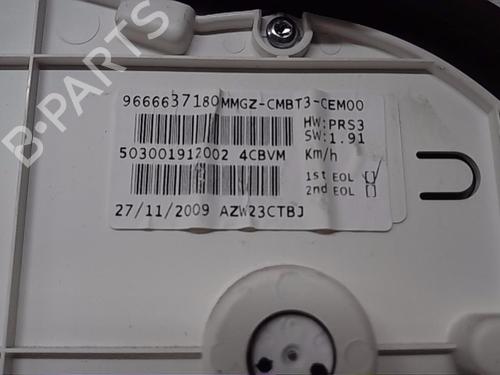 9666637180MMGZ-CMBT3-CEM00
HW:PRS3
SW:1.91
503001912002 4CBVM Km/h
1st EOL []
2nd EOL []
27/11/2009 AZW23CTBJ
B-PARTS